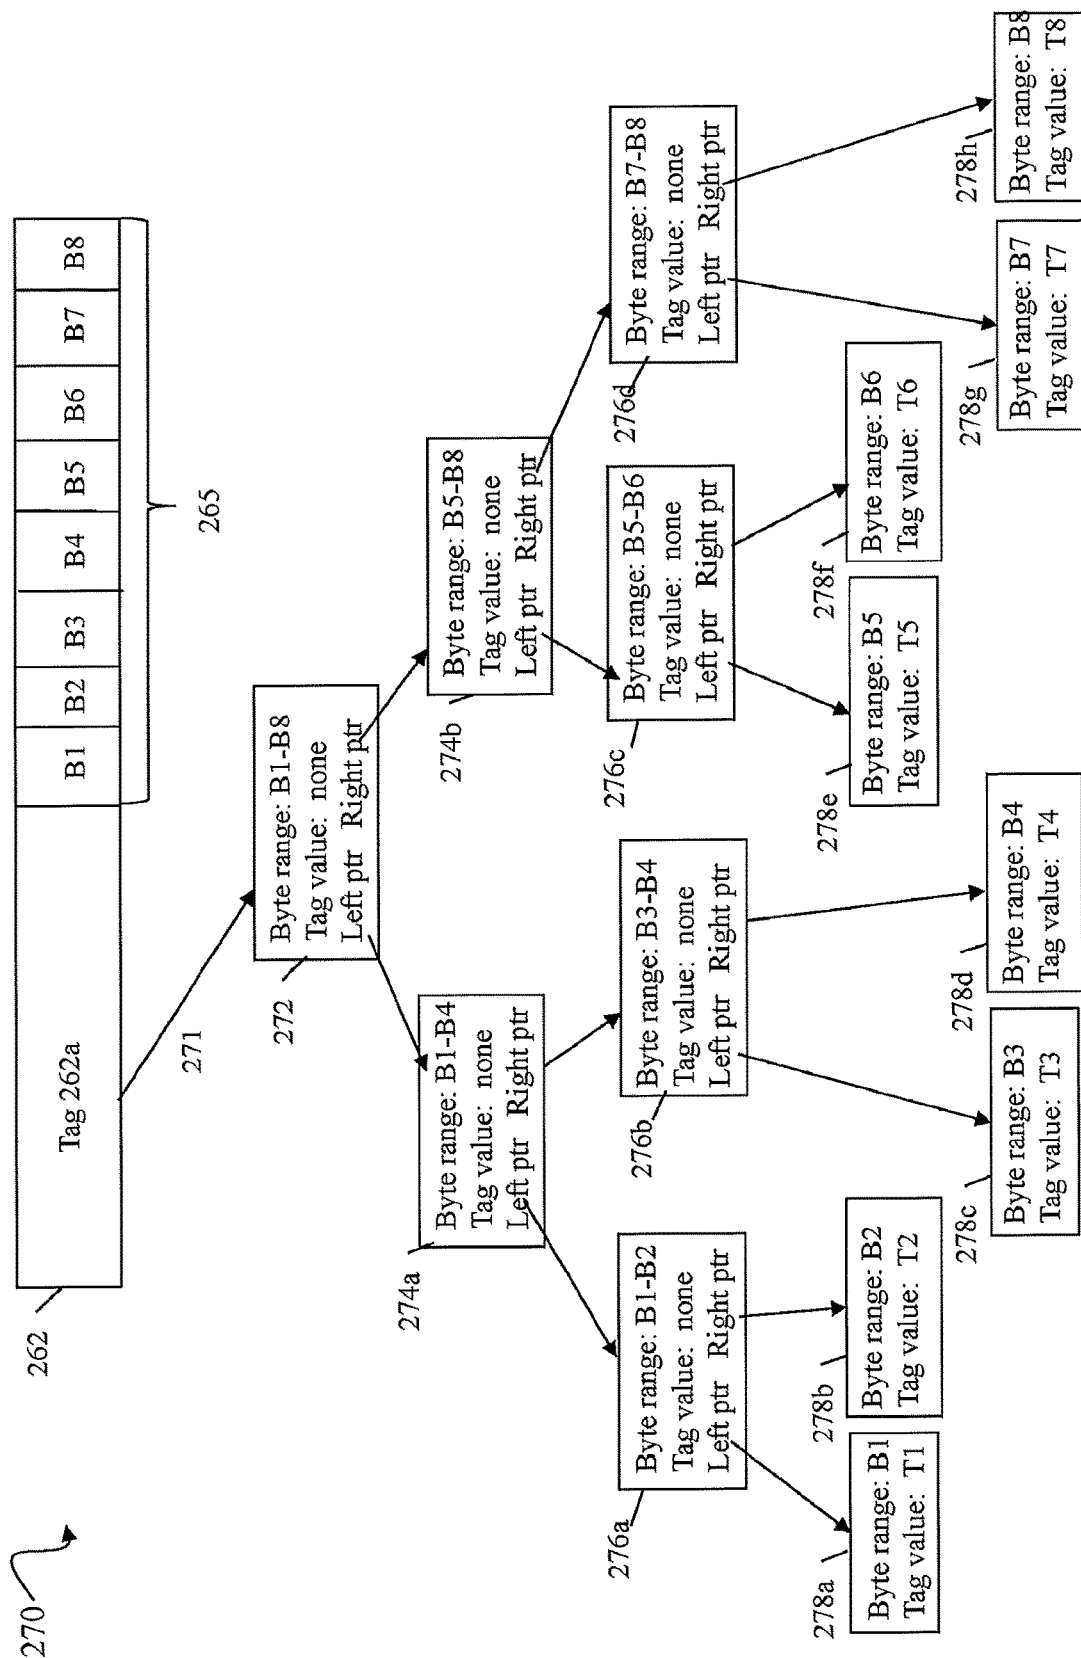 270
262
Tag 262a
B1
B2
B3
B4
B5
B6
B7
B8
265
271
272
Byte range: B1-B8
Tag value: none
Left ptr Right ptr
274a
Byte range: B1-B4
Tag value: none
Left ptr Right ptr
274b
Byte range: B5-B8
Tag value: none
Left ptr Right ptr
276a
Byte range: B1-B2
Tag value: none
Left ptr Right ptr
276b
Byte range: B3-B4
Tag value: none
Left ptr Right ptr
276c
Byte range: B5-B6
Tag value: none
Left ptr Right ptr
276d
Byte range: B7-B8
Tag value: none
Left ptr Right ptr
278a
Byte range: B1
Tag value: T1
278b
Byte range: B2
Tag value: T2
278c
Byte range: B3
Tag value: T3
278d
Byte range: B4
Tag value: T4
278e
Byte range: B5
Tag value: T5
278f
Byte range: B6
Tag value: T6
278g
Byte range: B7
Tag value: T7
278h
Byte range: B8
Tag value: T8